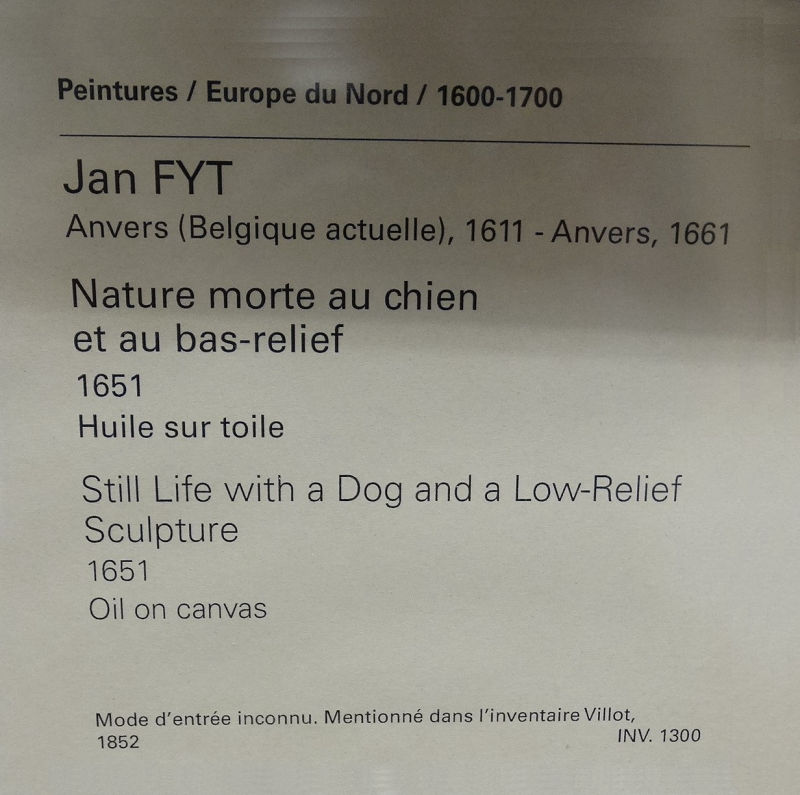 Peintures / Europe du Nord / 1600-1700
Jan FYT
Anvers (Belgique actuelle), 1611 - Anvers, 1661
Nature morte au chien
et au bas-relief
1651
Huile sur toile
Still Life with a Dog and a Low-Relief
Sculpture
1651
Oil on canvas
Mode d'entrée inconnu. Mentionné dans l'inventaire Villot,
1852 INV. 1300